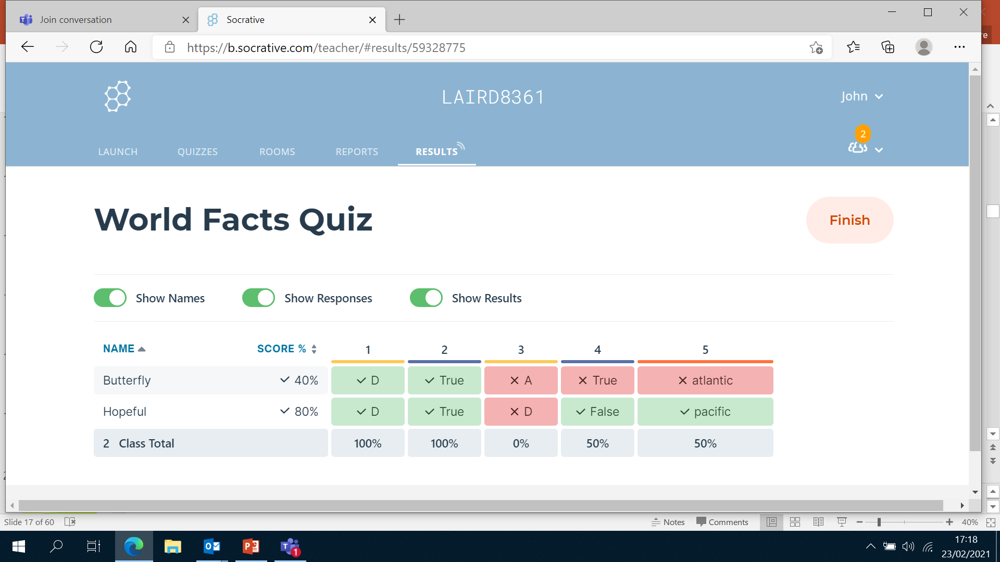 Join conversation
Socrative
https://b.socrative.com/teacher/#results/59328775
re
LAIRD8361
John
2
LAUNCH QUIZZES ROOMS REPORTS RESULTS
World Facts Quiz
Finish
Show Names Show Responses Show Results
NAME SCORE % 1 2 3 4 5
Butterfly 40% D True A True atlantic
Hopeful 80% D True D False pacific
2 Class Total 100% 100% 0% 50% 50%
Slide 17 of 60 Notes Comments 40%
1
17:18
23/02/2021